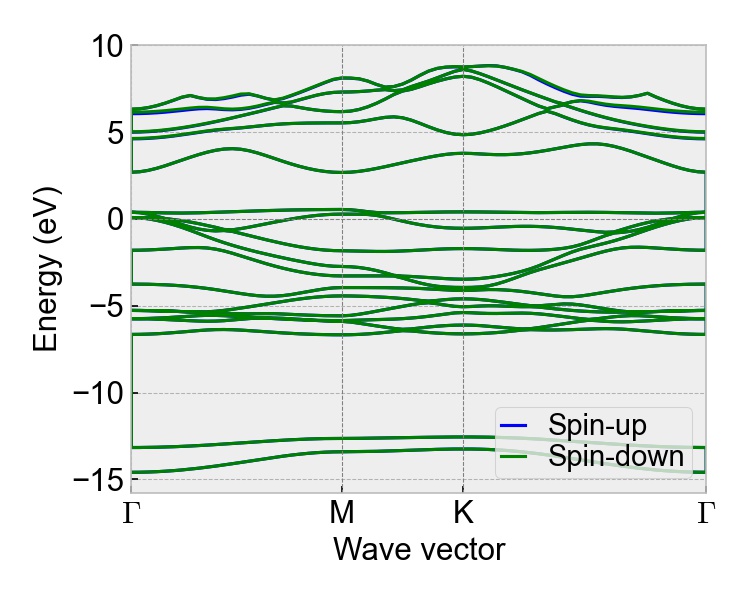 10
5
0
−5
−10
−15
Energy (eV)
Spin-up
Spin-down
Γ M K Γ
Wave vector